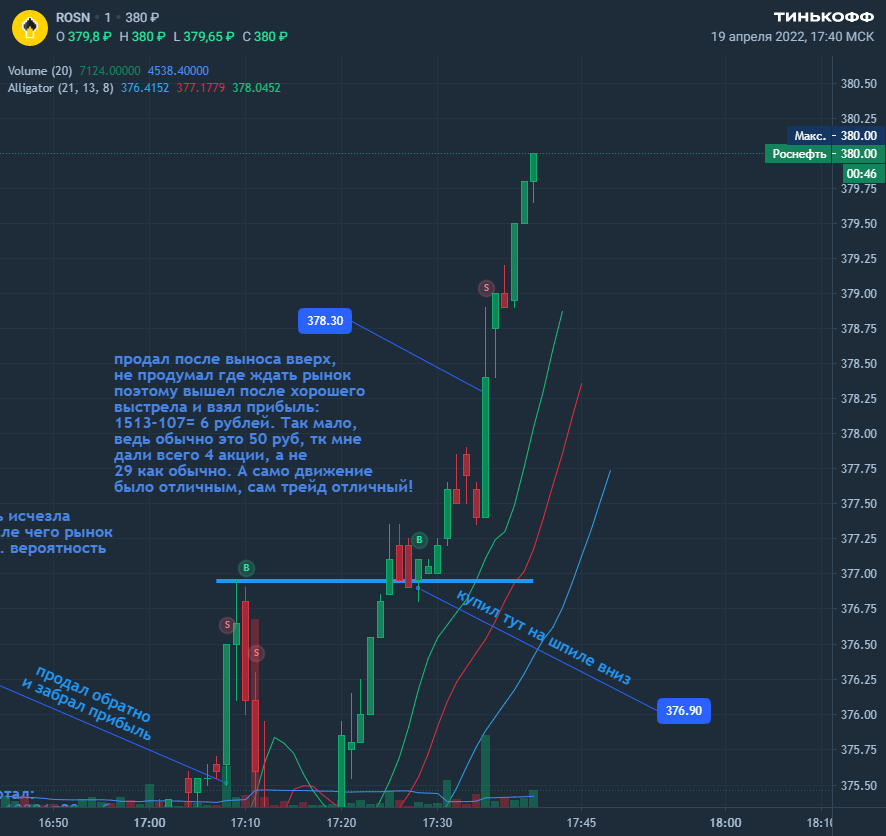 ROSN · 1 · 380 ₽
O 379,8 ₽ H 380 ₽ L 379,65 ₽ C 380 ₽
ТИНЬКОФФ
19 апреля 2022, 17:40 МСК
Volume (20) 7124.00000 4538.40000
Alligator (21, 13, 8) 376.4152 377.1779 378.0452
380.50
380.25
Макс. - 380.00
Роснефть - 380.00
00:46
379.75
379.50
379.25
379.00
378.75
378.50
378.25
378.00
377.75
377.50
377.25
377.00
376.75
376.50
376.25
376.00
375.75
375.50
S
378.30
продал после выноса вверх,
не продумал где ждать рынок
поэтому вышел после хорошего
выстрела и взял прибыль:
1513-107= 6 рублей. Так мало,
ведь обычно это 50 руб, тк мне
дали всего 4 акции, а не
29 как обычно. А само движение
было отличным, сам трейд отличный!
ь исчезла
ле чего рынок
. вероятность
B
B
S
S
купил тут на шпиле вниз
376.90
продал обратно
и забрал прибыль
отал:
16:50 17:00 17:10 17:20 17:30 17:45 18:00 18:10